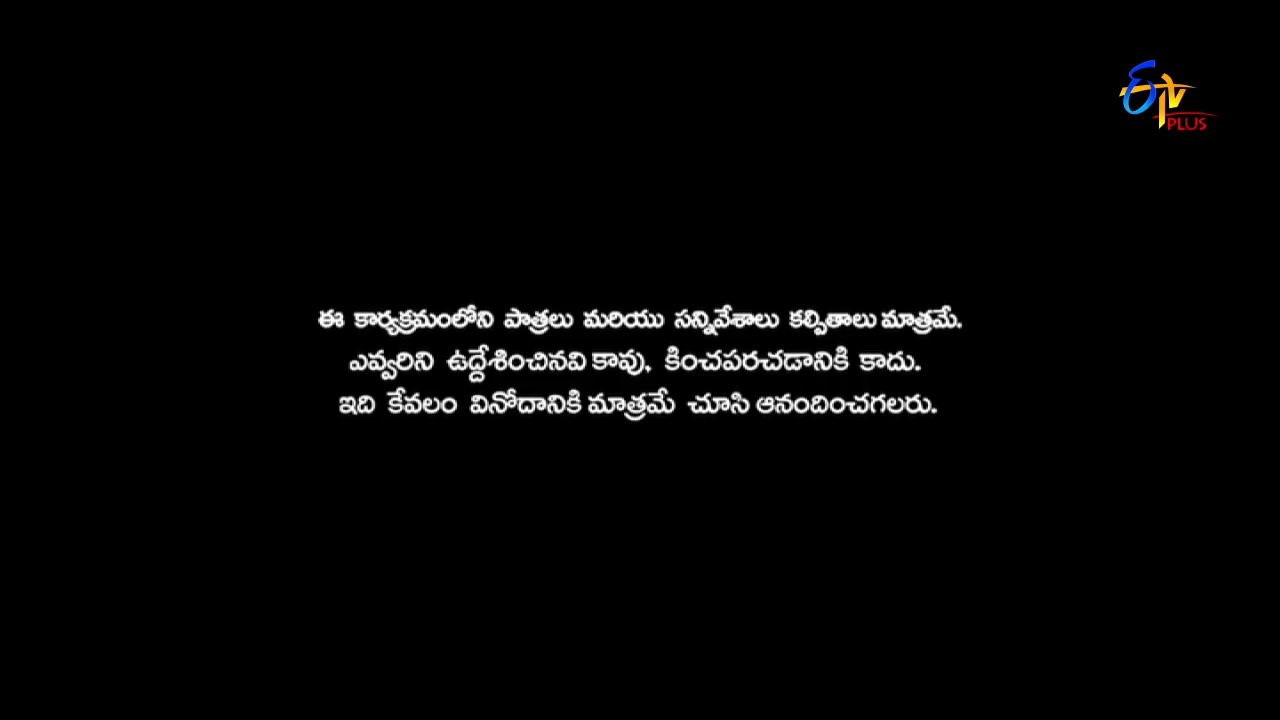 ETV
PLUS
ఈ కార్యక్రమంలోని పాత్రలు మరియు సన్నివేశాలు కల్పితాలు మాత్రమే.
ఎవ్వరిని ఉద్దేశించినవి కావు. కించపరచడానికి కాదు.
ఇది కేవలం వినోదానికి మాత్రమే చూసి ఆనందించగలరు.